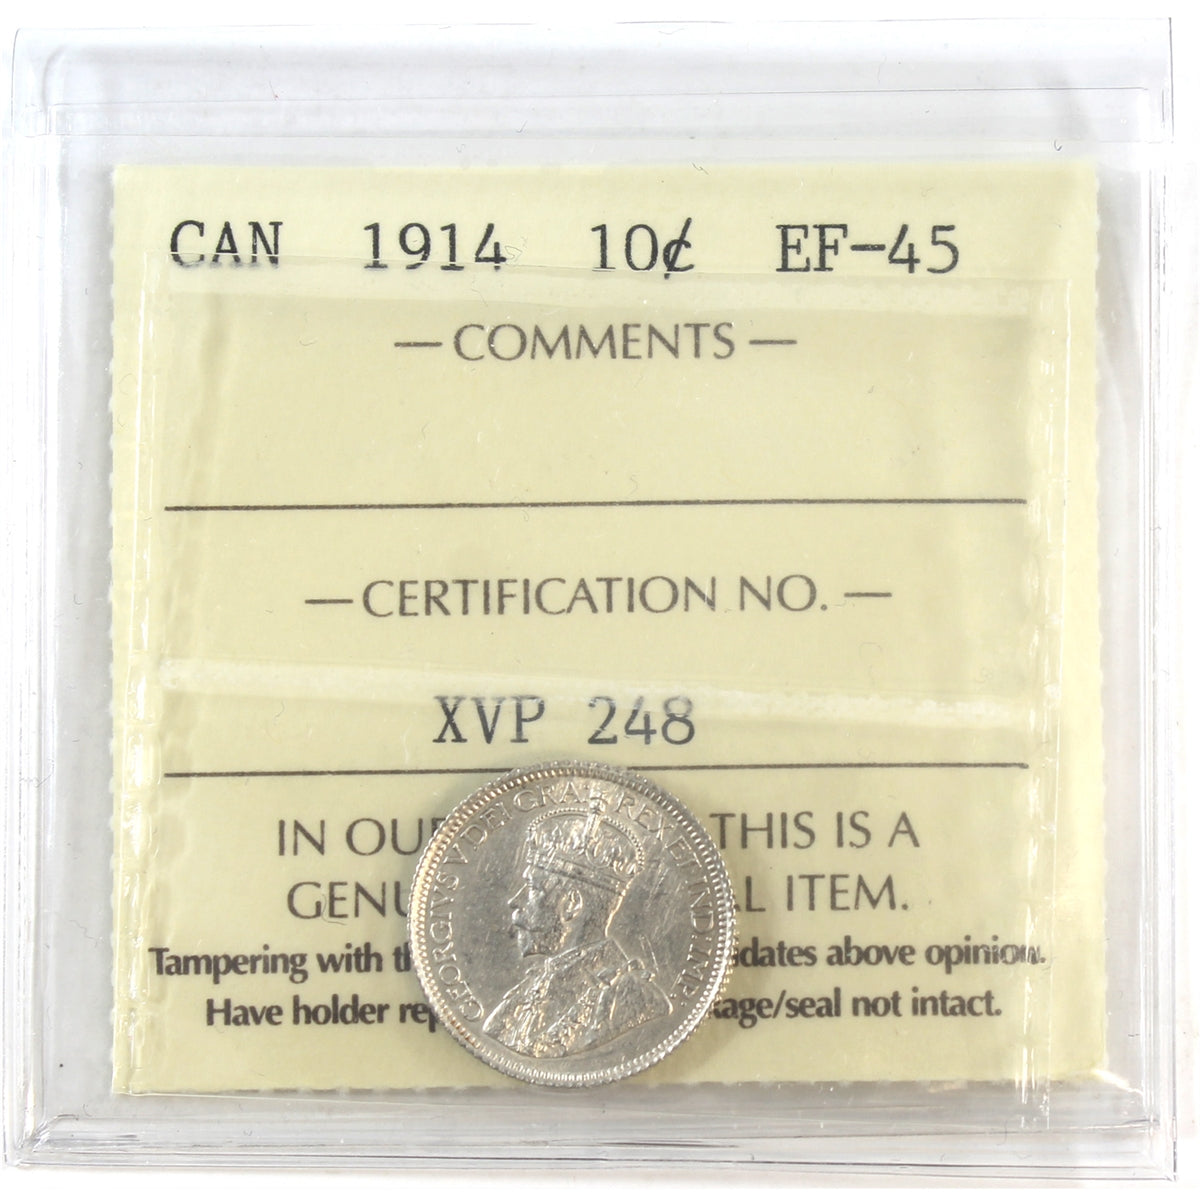 CAN 1914 10¢ EF-45
— COMMENTS —
— CERTIFICATION NO. —
XVP 248
IN OU THIS IS A
GENU L ITEM.
Tampering with th idates above opinion.
Have holder rep kage/seal not intact.
GEORGIVS V DEI GRA: REX ET IND: IMP: